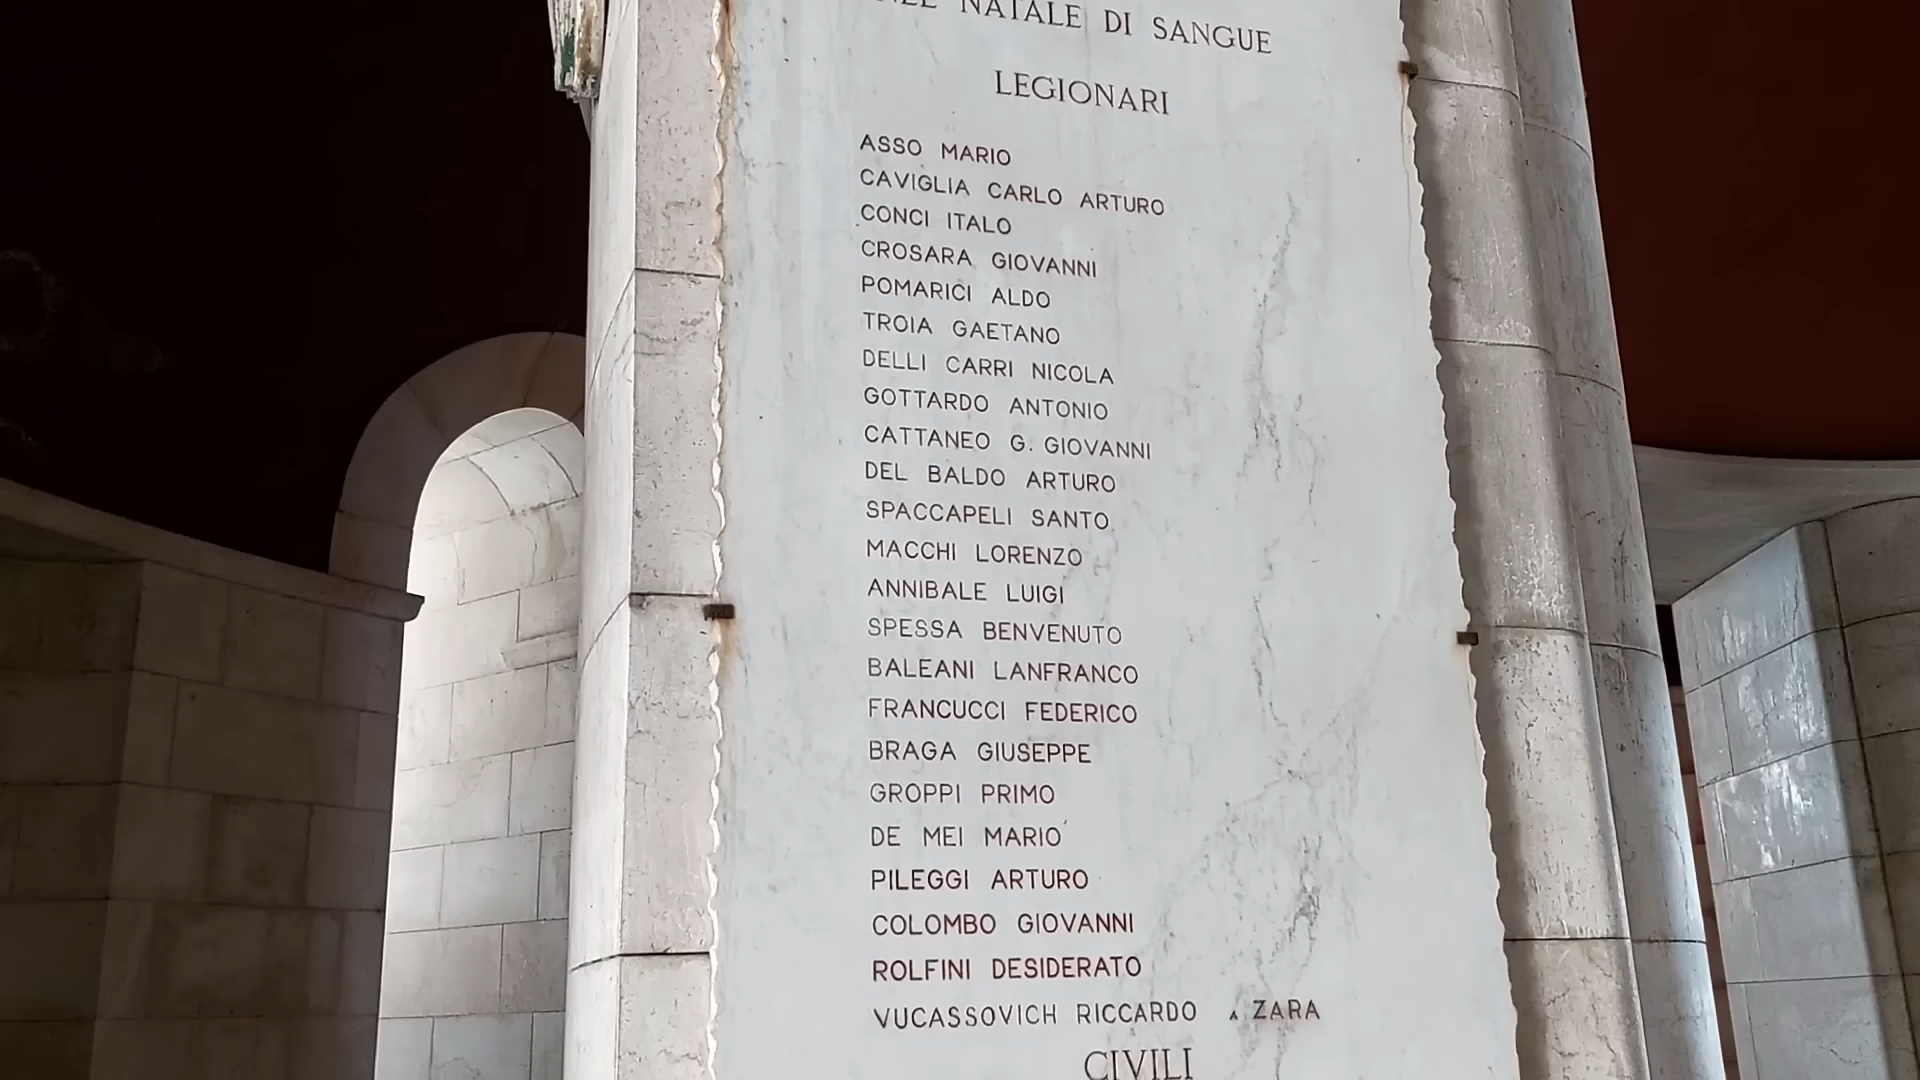 NEL NATALE DI SANGUE
LEGIONARI
ASSO MARIO
CAVIGLIA CARLO ARTURO
CONCI ITALO
CROSARA GIOVANNI
POMARICI ALDO
TROIA GAETANO
DELLI CARRI NICOLA
GOTTARDO ANTONIO
CATTANEO G. GIOVANNI
DEL BALDO ARTURO
SPACCAPELI SANTO
MACCHI LORENZO
ANNIBALE LUIGI
SPESSA BENVENUTO
BALEANI LANFRANCO
FRANCUCCI FEDERICO
BRAGA GIUSEPPE
GROPPI PRIMO
DE MEI MARIO
PILEGGI ARTURO
COLOMBO GIOVANNI
ROLFINI DESIDERATO
VUCASSOVICH RICCARDO A ZARA
CIVILI